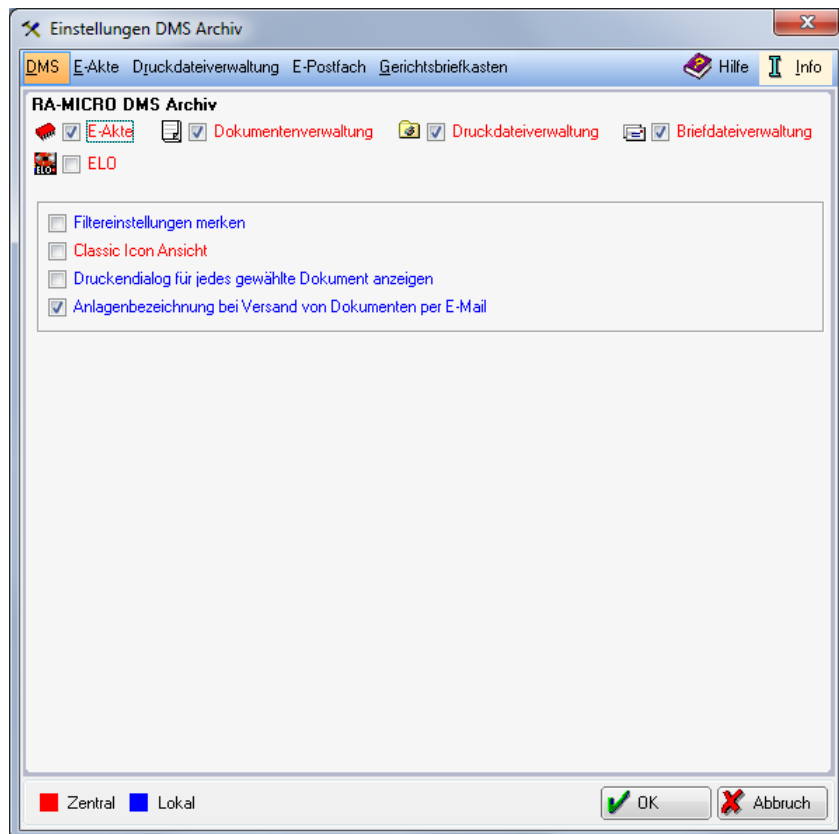 Einstellungen DMS Archiv
DMS E-Akte Druckdateiverwaltung E-Postfach Gerichtsbriefkasten Hilfe Info
RA-MICRO DMS Archiv
E-Akte Dokumentenverwaltung Druckdateiverwaltung Briefdateiverwaltung
ELO ELO
Filtereinstellungen merken
Classic Icon Ansicht
Druckendialog für jedes gewählte Dokument anzeigen
Anlagenbezeichnung bei Versand von Dokumenten per E-Mail
Zentral Lokal OK Abbruch